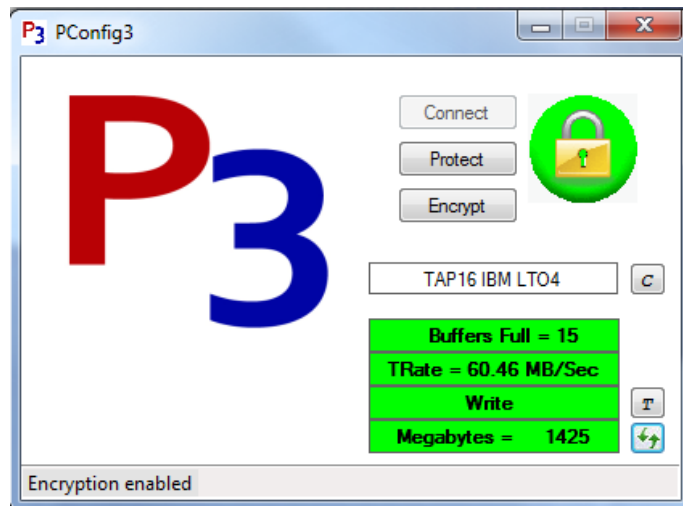 P3 PConfig3
P3
Connect
Protect
Encrypt
TAP16 IBM LTO4
C
Buffers Full = 15
TRate = 60.46 MB/Sec
Write
T
Megabytes = 1425
Encryption enabled